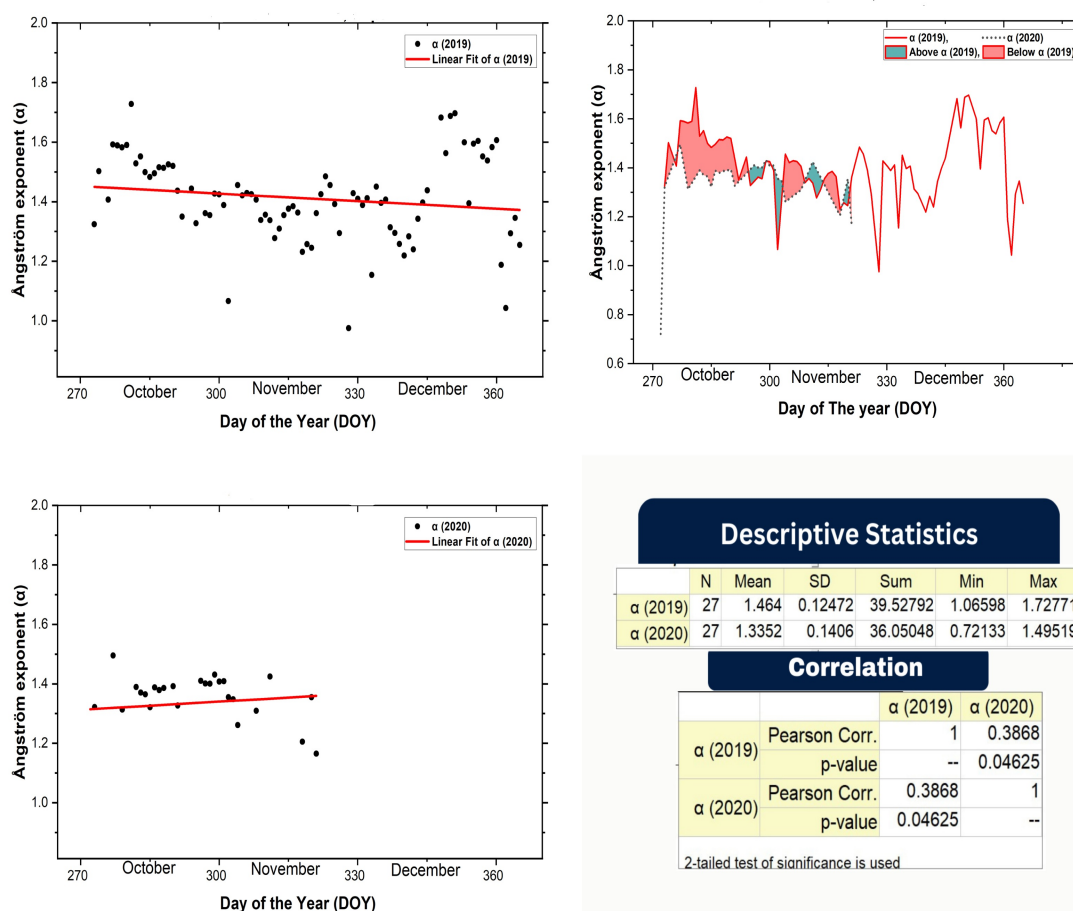 2.0
1.8
1.6
1.4
1.2
1.0
Ångström exponent (α)
α (2019)
Linear Fit of α (2019)
270
300
330
360
October
November
December
Day of the Year (DOY)
2.0
1.8
1.6
1.4
1.2
1.0
0.8
0.6
Ångström exponent (α)
α (2019), α (2020)
Above α (2019), Below α (2019)
270
300
330
360
October
November
December
Day of The year (DOY)
2.0
1.8
1.6
1.4
1.2
1.0
Ångström exponent (α)
α (2020)
Linear Fit of α (2020)
270
300
330
360
October
November
December
Day of the Year (DOY)
Descriptive Statistics
N Mean SD Sum Min Max
α (2019) 27 1.464 0.12472 39.52792 1.06598 1.72771
α (2020) 27 1.3352 0.1406 36.05048 0.72133 1.49519
Correlation
α (2019) α (2020)
α (2019) Pearson Corr. 1 0.3868
p-value -- 0.04625
α (2020) Pearson Corr. 0.3868 1
p-value 0.04625 --
2-tailed test of significance is used